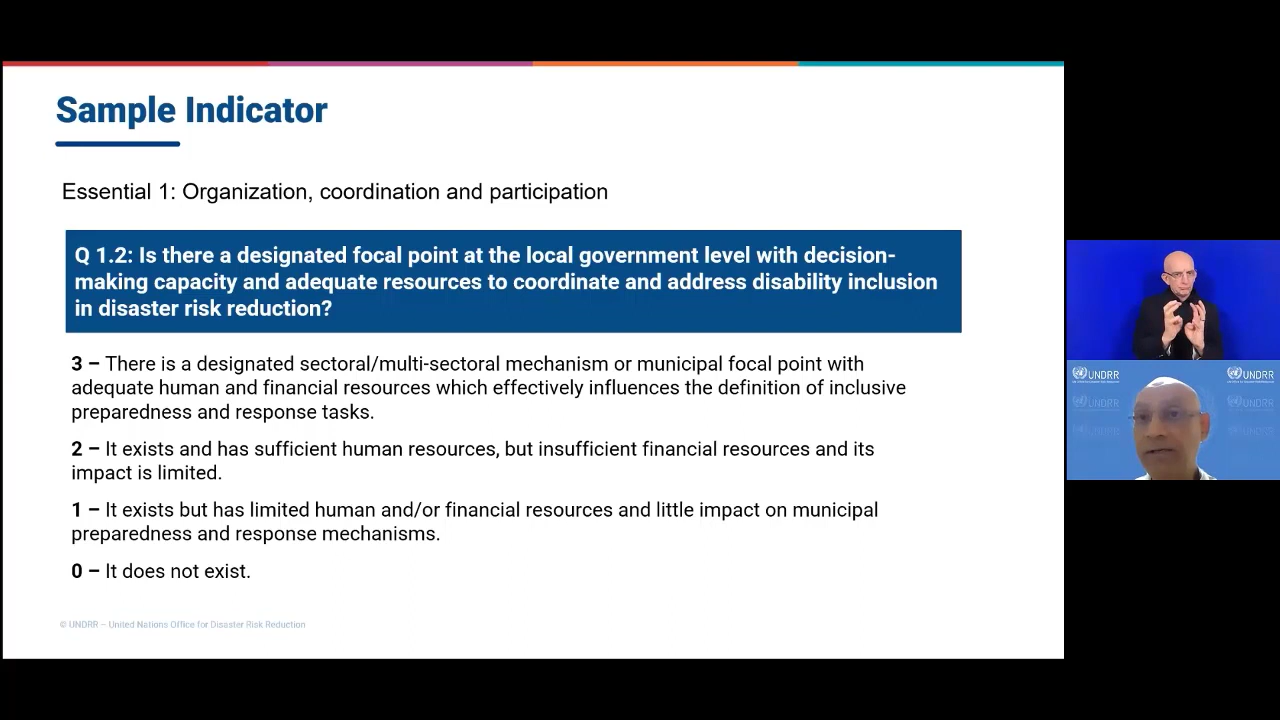 Sample Indicator
Essential 1: Organization, coordination and participation
Q 1.2: Is there a designated focal point at the local government level with decision-
making capacity and adequate resources to coordinate and address disability inclusion
in disaster risk reduction?
3 – There is a designated sectoral/multi-sectoral mechanism or municipal focal point with
adequate human and financial resources which effectively influences the definition of inclusive
preparedness and response tasks.
2 – It exists and has sufficient human resources, but insufficient financial resources and its
impact is limited.
1 – It exists but has limited human and/or financial resources and little impact on municipal
preparedness and response mechanisms.
0 – It does not exist.
© UNDRR – United Nations Office for Disaster Risk Reduction
UNDRR
UNDRR
UNDRR
UNDRR